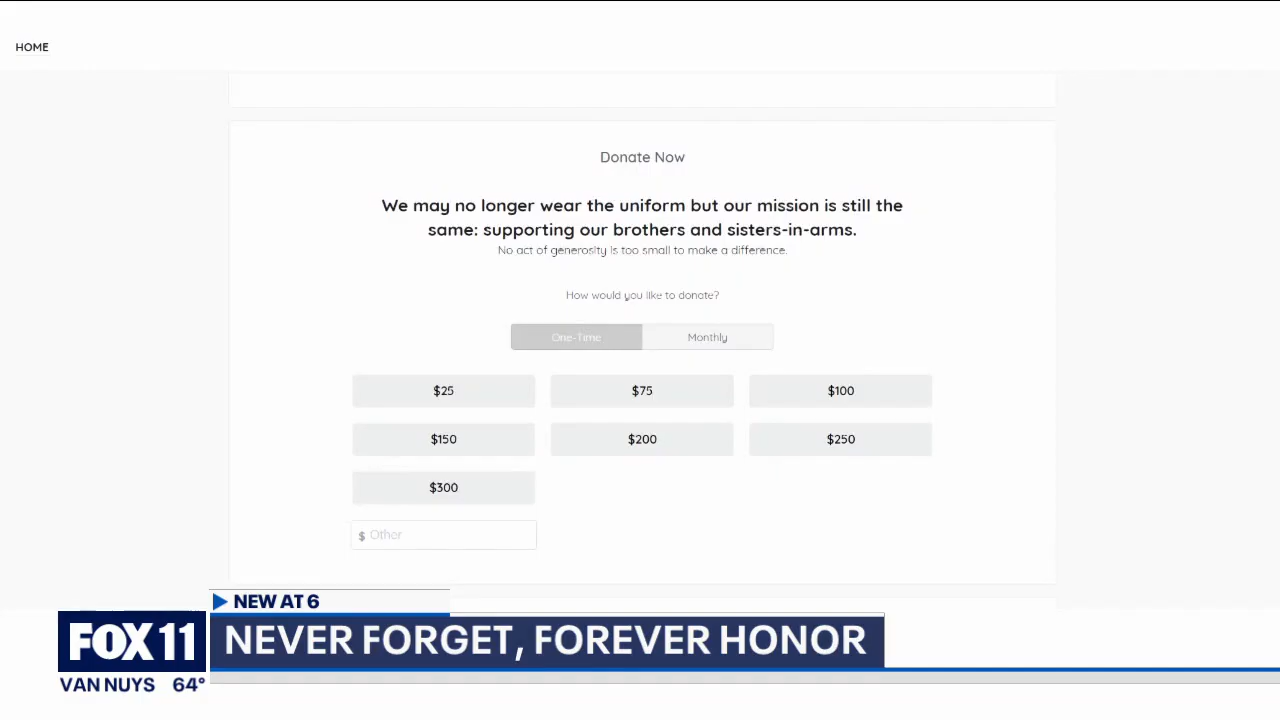 HOME
Donate Now
We may no longer wear the uniform but our mission is still the
same: supporting our brothers and sisters-in-arms.
No act of generosity is too small to make a difference.
How would you like to donate?
One-Time Monthly
$25 $75 $100
$150 $200 $250
$300
$ Other
NEW AT 6
FOX 11 NEVER FORGET, FOREVER HONOR
VAN NUYS 64°